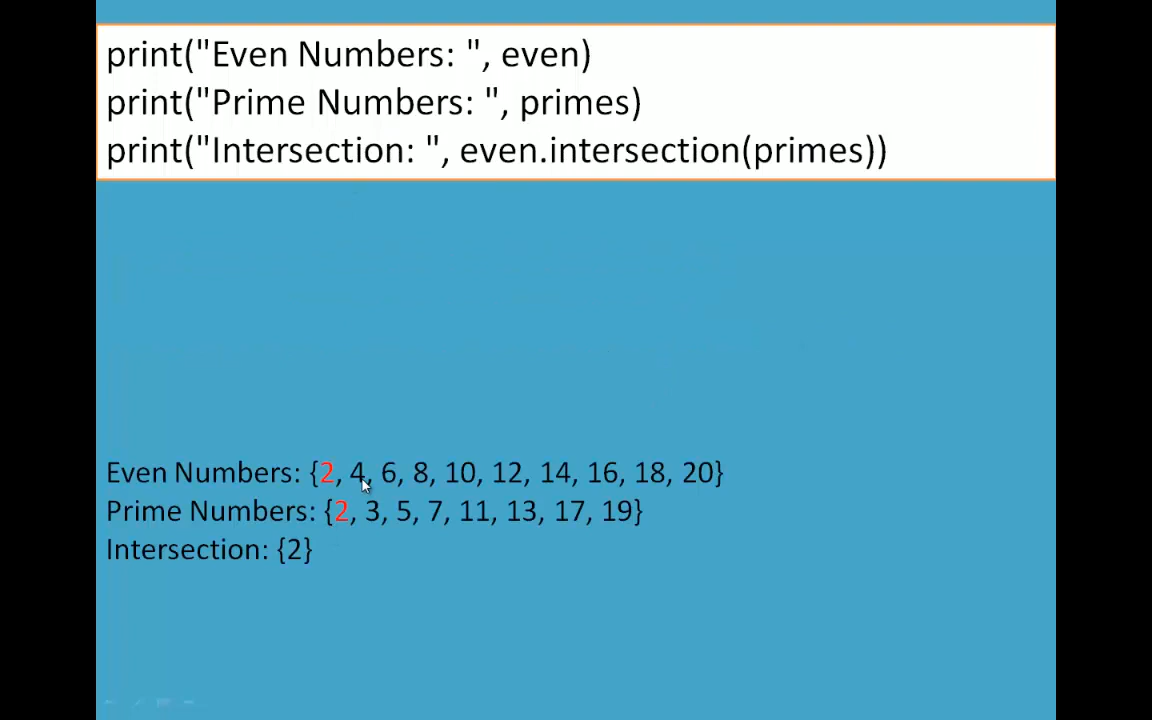 print("Even Numbers: ", even)
print("Prime Numbers: ", primes)
print("Intersection: ", even.intersection(primes))
Even Numbers: {2, 4, 6, 8, 10, 12, 14, 16, 18, 20}
Prime Numbers: {2, 3, 5, 7, 11, 13, 17, 19}
Intersection: {2}